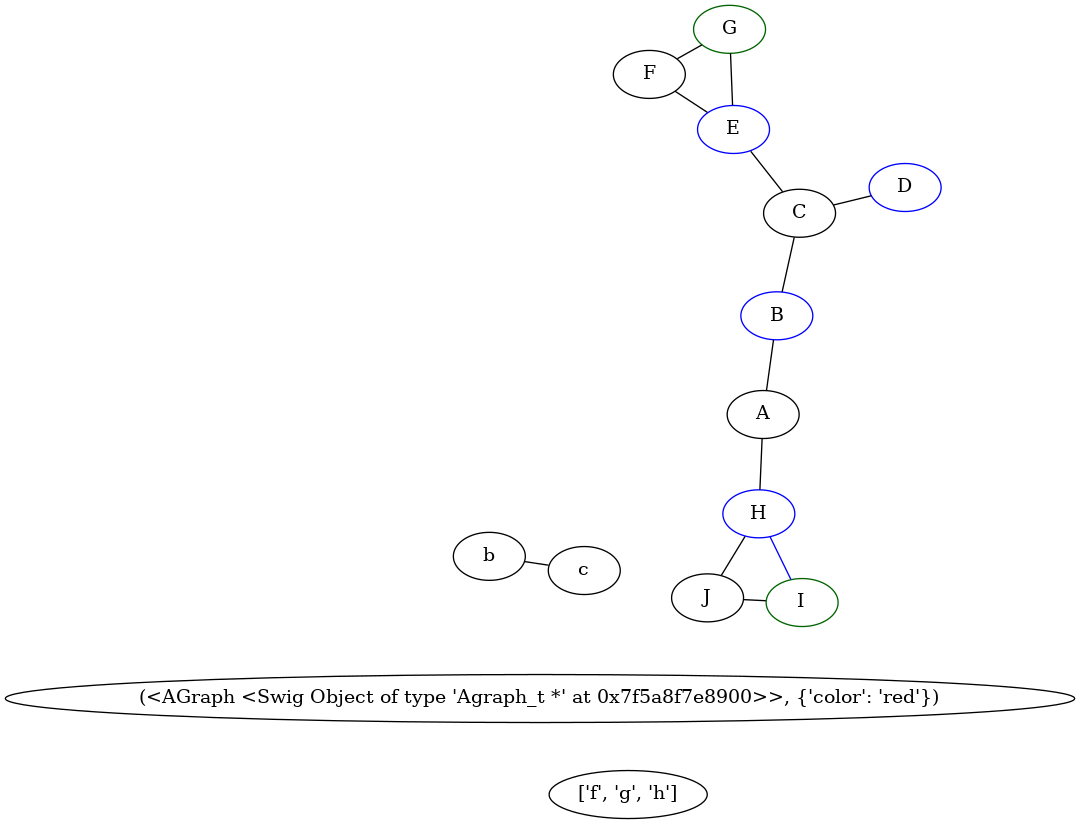 G
F
E
D
C
B
A
H
b
c
J
I
(<AGraph <Swig Object of type 'Agraph_t *' at 0x7f5a8f7e8900>>, {'color': 'red'})
['f', 'g', 'h']